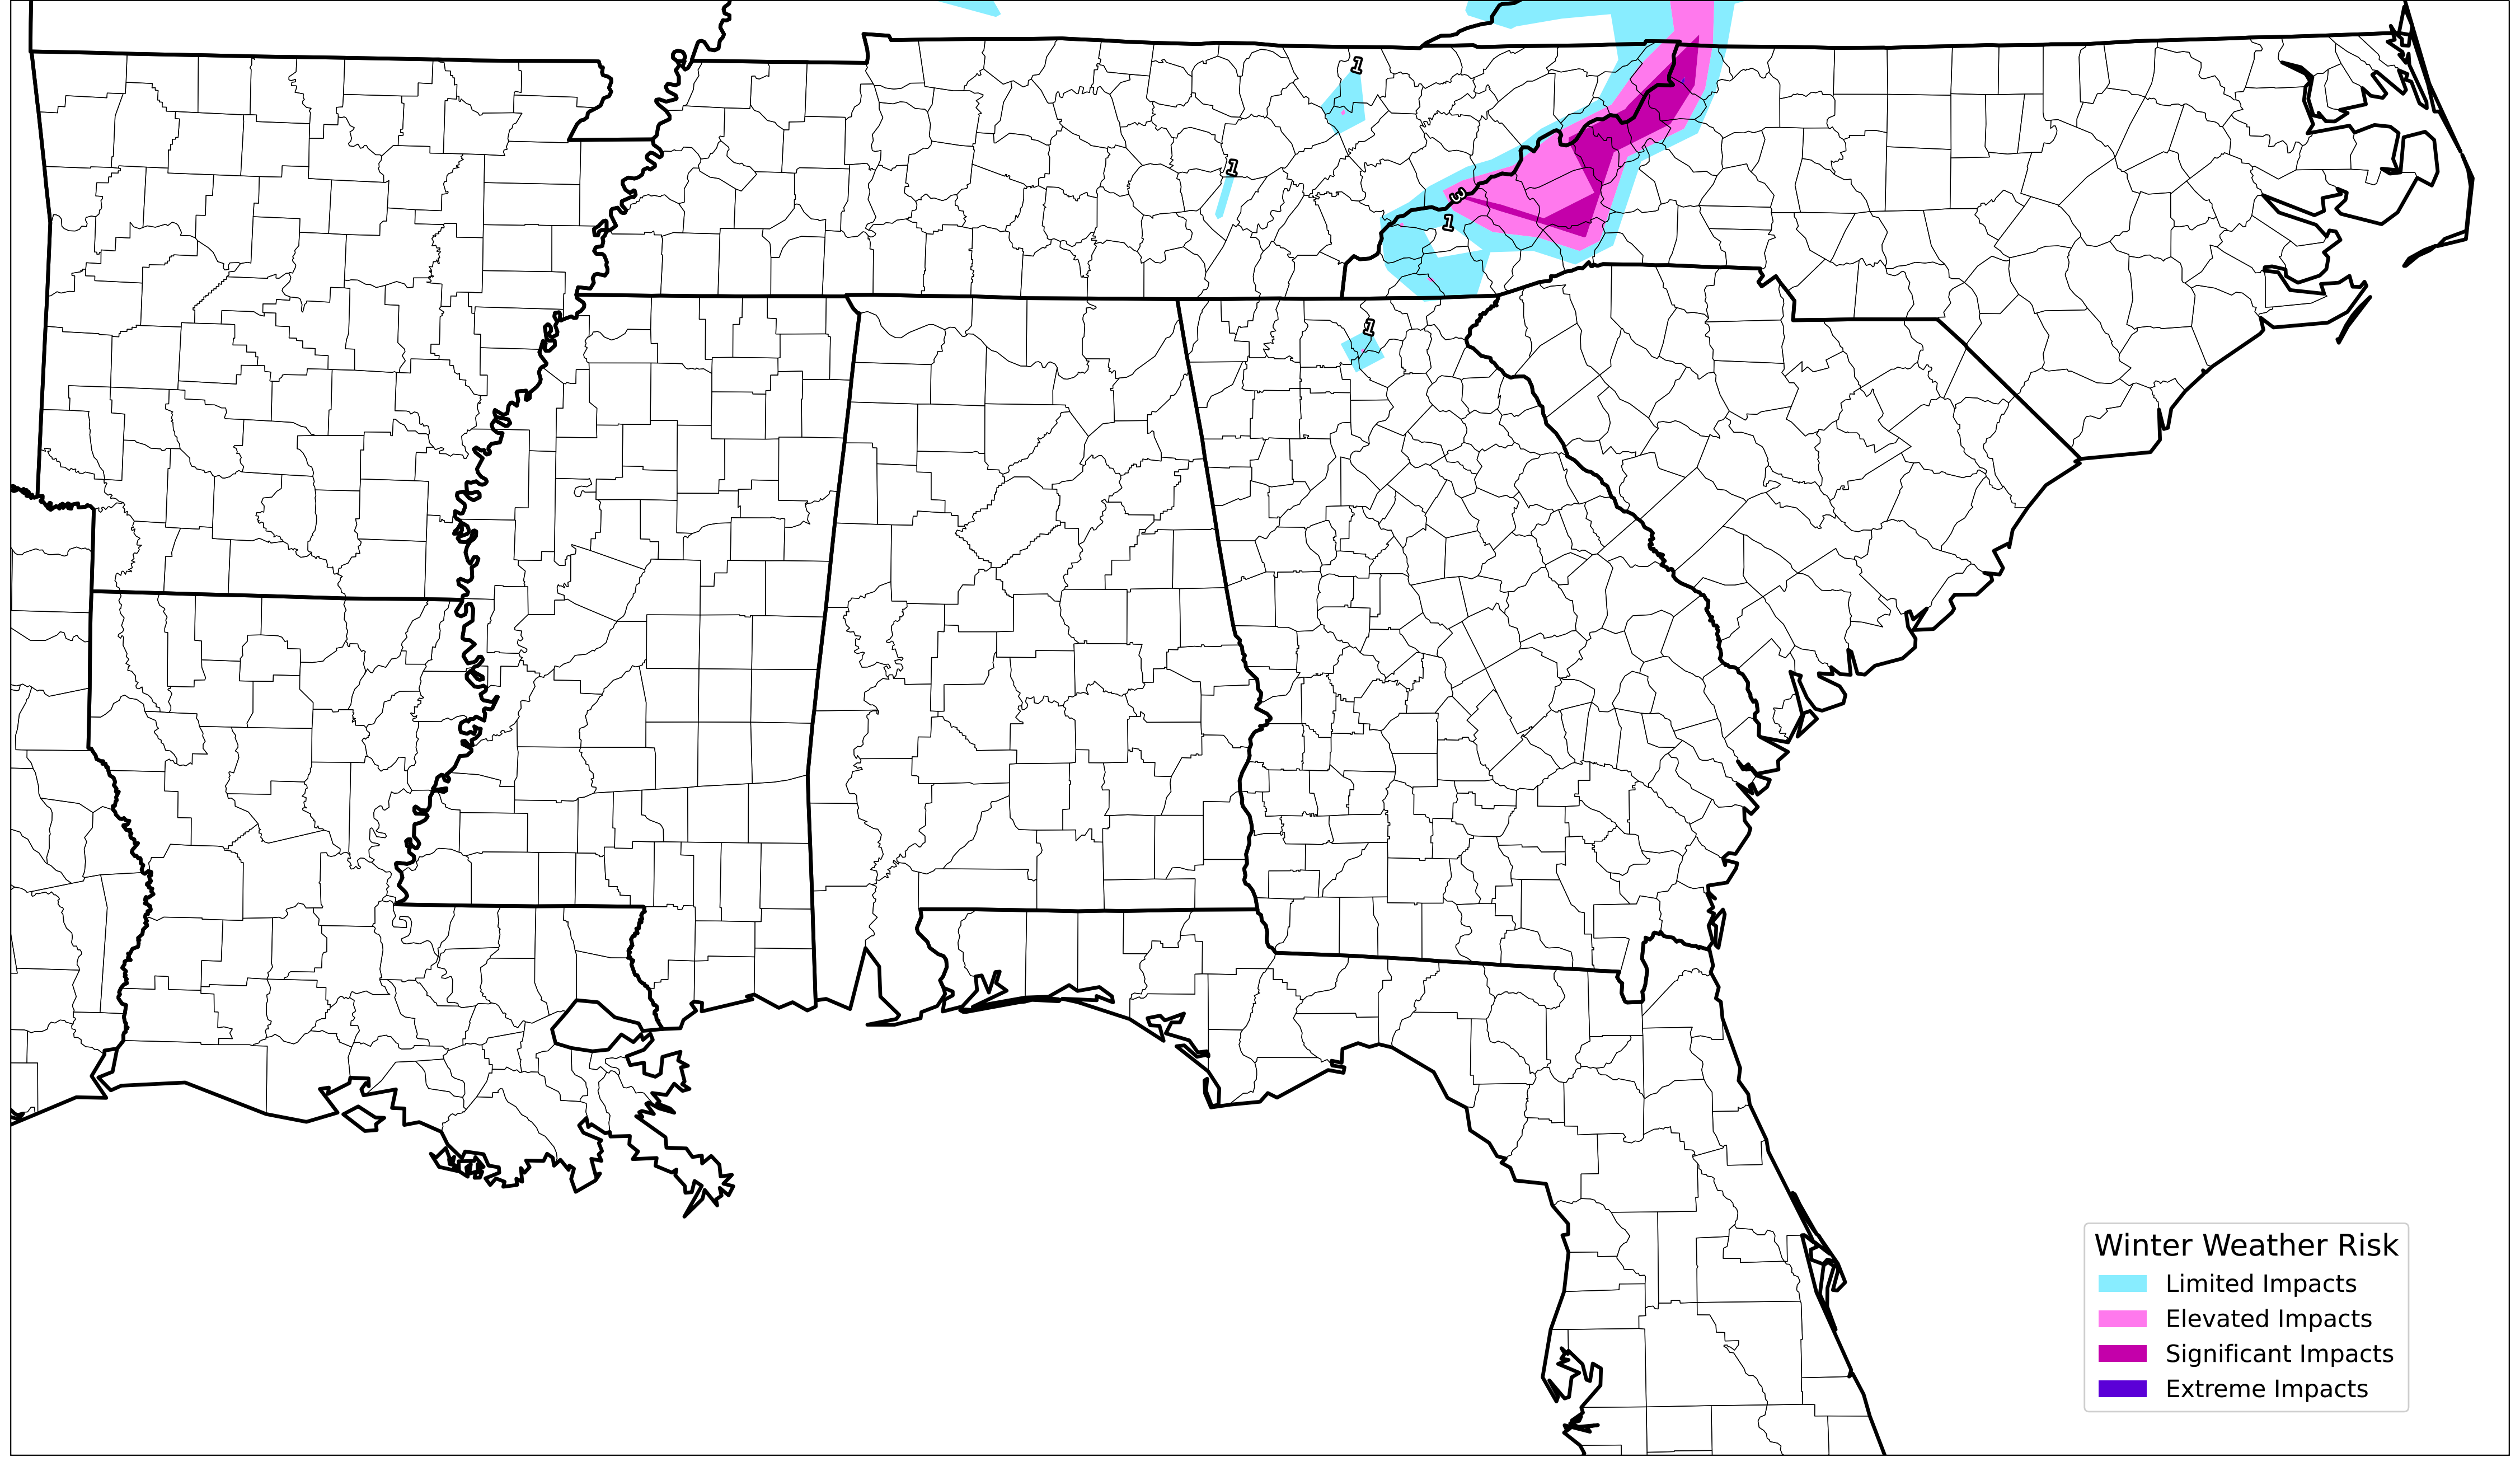 1
1
3
1
1
Winter Weather Risk
Limited Impacts
Elevated Impacts
Significant Impacts
Extreme Impacts